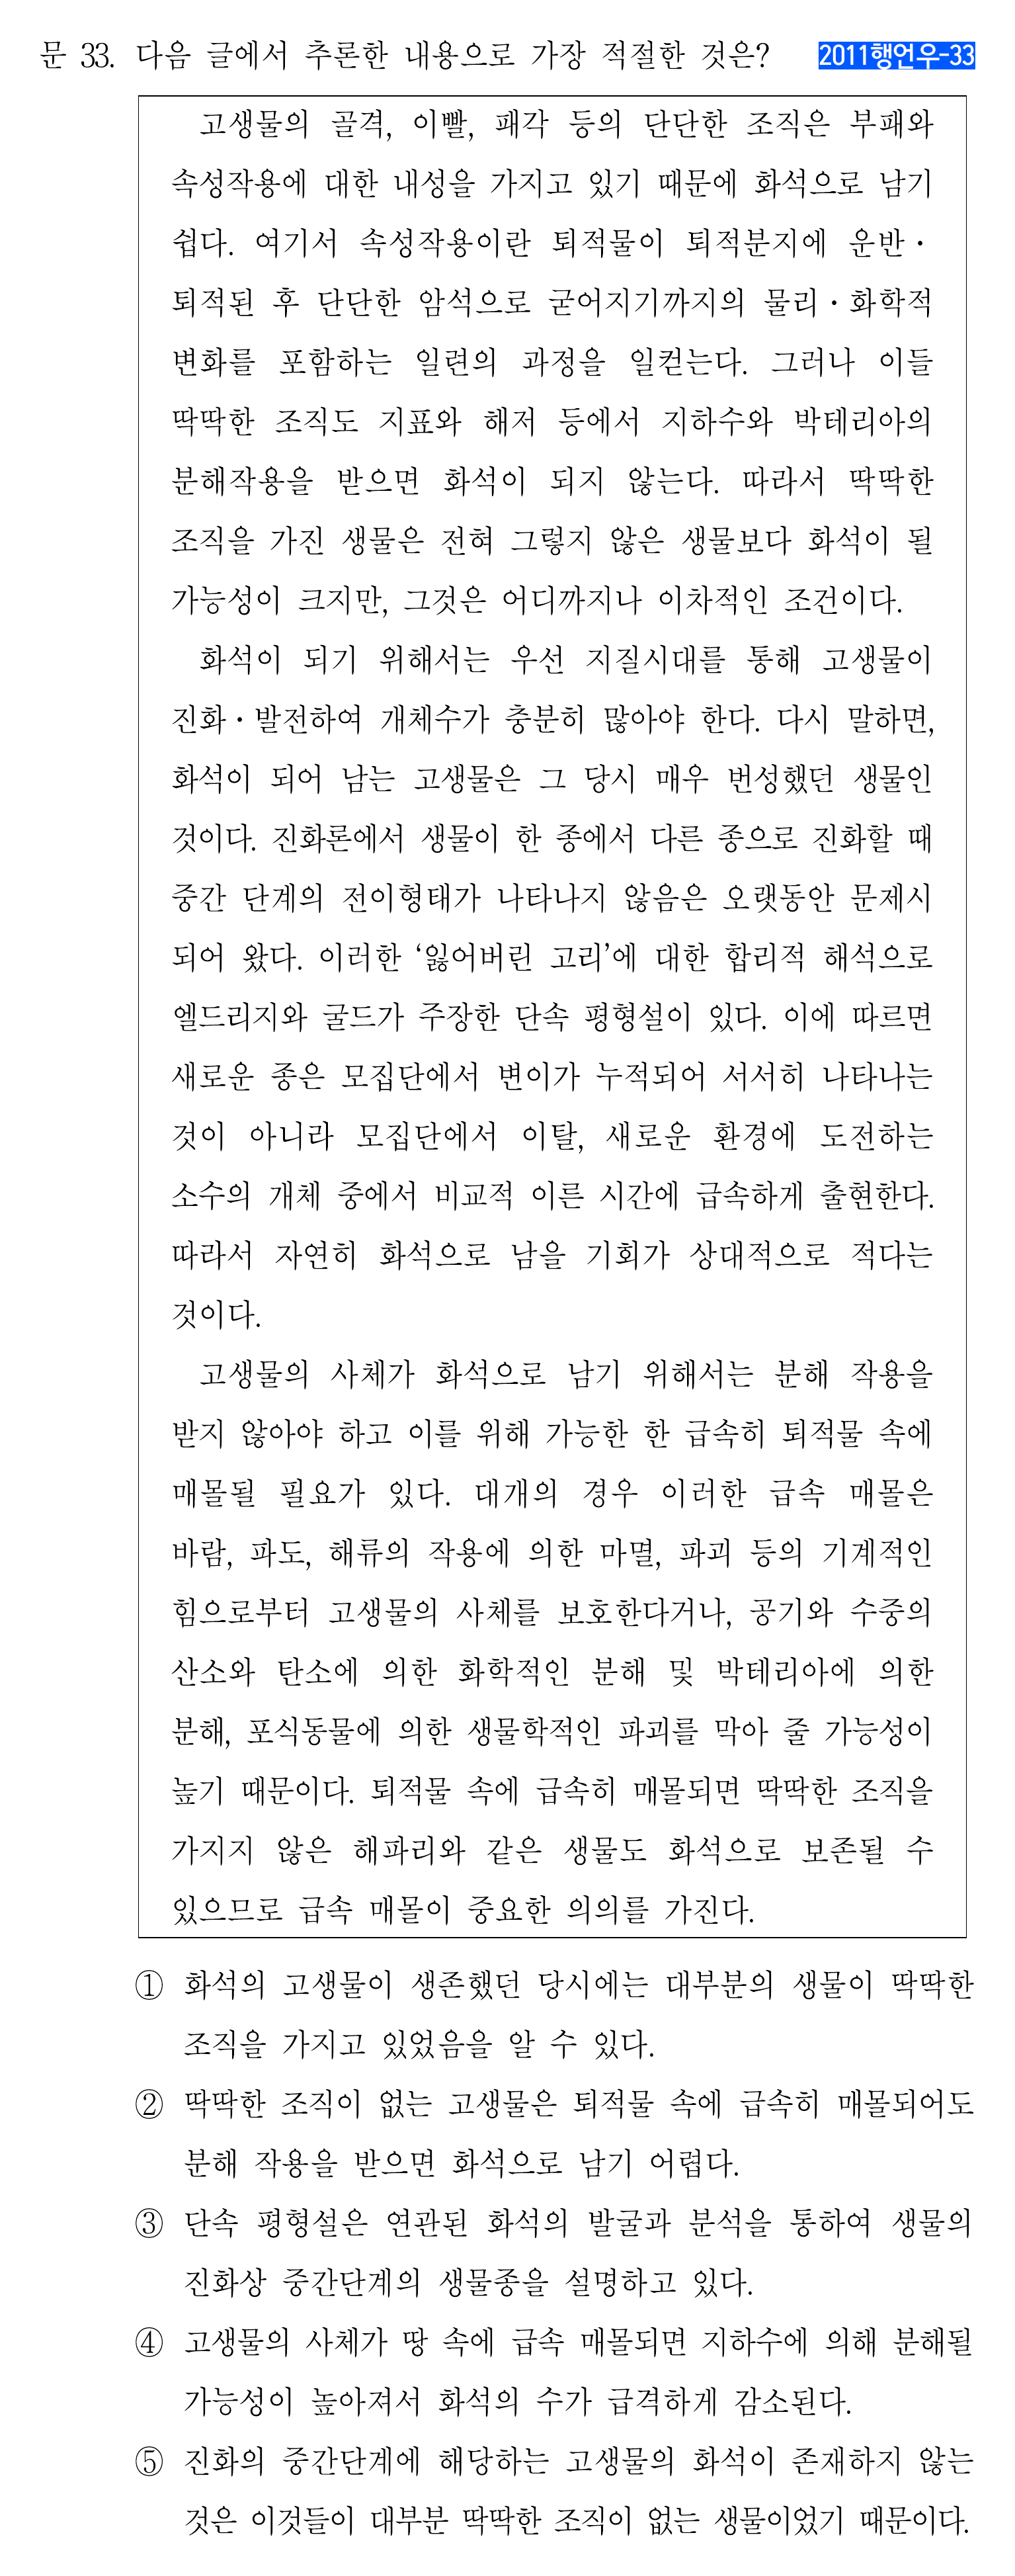 문 33. 다음 글에서 추론한 내용으로 가장 적절한 것은? 2011행언우-33
고생물의 골격, 이빨, 패각 등의 단단한 조직은 부패와
속성작용에 대한 내성을 가지고 있기 때문에 화석으로 남기
쉽다. 여기서 속성작용이란 퇴적물이 퇴적분지에 운반·
퇴적된 후 단단한 암석으로 굳어지기까지의 물리·화학적
변화를 포함하는 일련의 과정을 일컫는다. 그러나 이들
딱딱한 조직도 지표와 해저 등에서 지하수와 박테리아의
분해작용을 받으면 화석이 되지 않는다. 따라서 딱딱한
조직을 가진 생물은 전혀 그렇지 않은 생물보다 화석이 될
가능성이 크지만, 그것은 어디까지나 이차적인 조건이다.
화석이 되기 위해서는 우선 지질시대를 통해 고생물이
진화·발전하여 개체수가 충분히 많아야 한다. 다시 말하면,
화석이 되어 남는 고생물은 그 당시 매우 번성했던 생물인
것이다. 진화론에서 생물이 한 종에서 다른 종으로 진화할 때
중간 단계의 전이형태가 나타나지 않음은 오랫동안 문제시
되어 왔다. 이러한 ‘잃어버린 고리’에 대한 합리적 해석으로
엘드리지와 굴드가 주장한 단속 평형설이 있다. 이에 따르면
새로운 종은 모집단에서 변이가 누적되어 서서히 나타나는
것이 아니라 모집단에서 이탈, 새로운 환경에 도전하는
소수의 개체 중에서 비교적 이른 시간에 급속하게 출현한다.
따라서 자연히 화석으로 남을 기회가 상대적으로 적다는
것이다.
고생물의 사체가 화석으로 남기 위해서는 분해 작용을
받지 않아야 하고 이를 위해 가능한 한 급속히 퇴적물 속에
매몰될 필요가 있다. 대개의 경우 이러한 급속 매몰은
바람, 파도, 해류의 작용에 의한 마멸, 파괴 등의 기계적인
힘으로부터 고생물의 사체를 보호한다거나, 공기와 수중의
산소와 탄소에 의한 화학적인 분해 및 박테리아에 의한
분해, 포식동물에 의한 생물학적인 파괴를 막아 줄 가능성이
높기 때문이다. 퇴적물 속에 급속히 매몰되면 딱딱한 조직을
가지지 않은 해파리와 같은 생물도 화석으로 보존될 수
있으므로 급속 매몰이 중요한 의의를 가진다.
① 화석의 고생물이 생존했던 당시에는 대부분의 생물이 딱딱한
조직을 가지고 있었음을 알 수 있다.
② 딱딱한 조직이 없는 고생물은 퇴적물 속에 급속히 매몰되어도
분해 작용을 받으면 화석으로 남기 어렵다.
③ 단속 평형설은 연관된 화석의 발굴과 분석을 통하여 생물의
진화상 중간단계의 생물종을 설명하고 있다.
④ 고생물의 사체가 땅 속에 급속 매몰되면 지하수에 의해 분해될
가능성이 높아져서 화석의 수가 급격하게 감소된다.
⑤ 진화의 중간단계에 해당하는 고생물의 화석이 존재하지 않는
것은 이것들이 대부분 딱딱한 조직이 없는 생물이었기 때문이다.